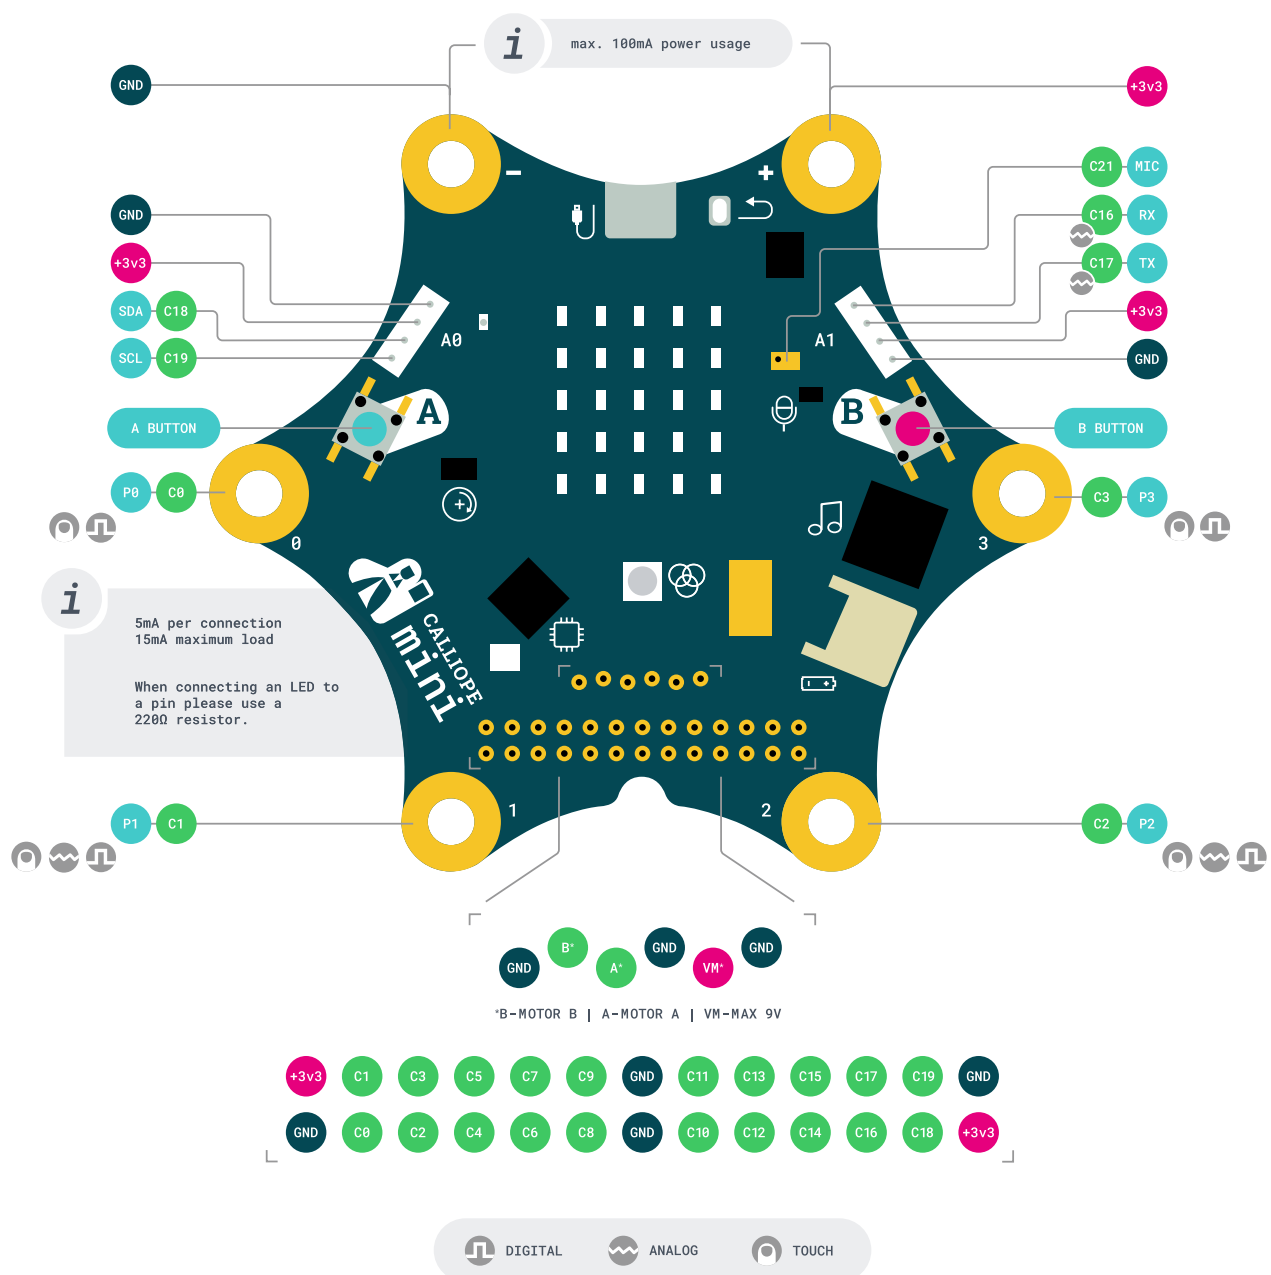 i max. 100mA power usage
GND
+3v3
C21 MIC
GND
C16 RX
+3v3
C17 TX
SDA C18
+3v3
A0
A1
SCL C19
GND
A
B
A BUTTON
B BUTTON
P0 C0
C3 P3
0
3
i
5mA per connection
15mA maximum load
When connecting an LED to
a pin please use a
220Ω resistor.
CALLIOPE
mini
1
2
P1 C1
C2 P2
GND B* A* GND VM* GND
*B-MOTOR B | A-MOTOR A | VM-MAX 9V
+3v3 C1 C3 C5 C7 C9 GND C11 C13 C15 C17 C19 GND
GND C0 C2 C4 C6 C8 GND C10 C12 C14 C16 C18 +3v3
DIGITAL ANALOG TOUCH